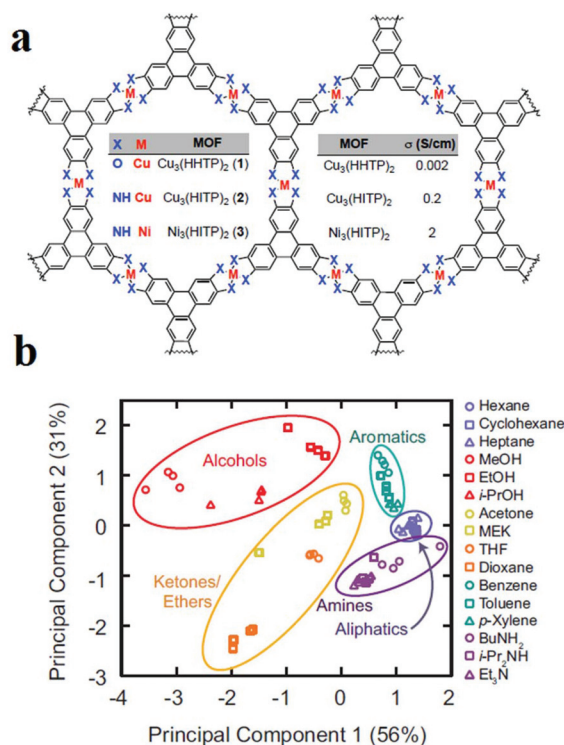 a
X M MOF
O Cu Cu₃(HHTP)₂ (1)
NH Cu Cu₃(HITP)₂ (2)
NH Ni Ni₃(HITP)₂ (3)
MOF σ (S/cm)
Cu₃(HHTP)₂ 0.002
Cu₃(HITP)₂ 0.2
Ni₃(HITP)₂ 2
b
Principal Component 2 (31%)
2
1
0
-1
-2
-3
Alcohols
Aromatics
Ketones/
Ethers
Amines
Aliphatics
-4 -3 -2 -1 0 1 2
Principal Component 1 (56%)
Hexane
Cyclohexane
Heptane
MeOH
EtOH
i-PrOH
Acetone
MEK
THF
Dioxane
Benzene
Toluene
p-Xylene
BuNH₂
i-Pr₂NH
Et₃N